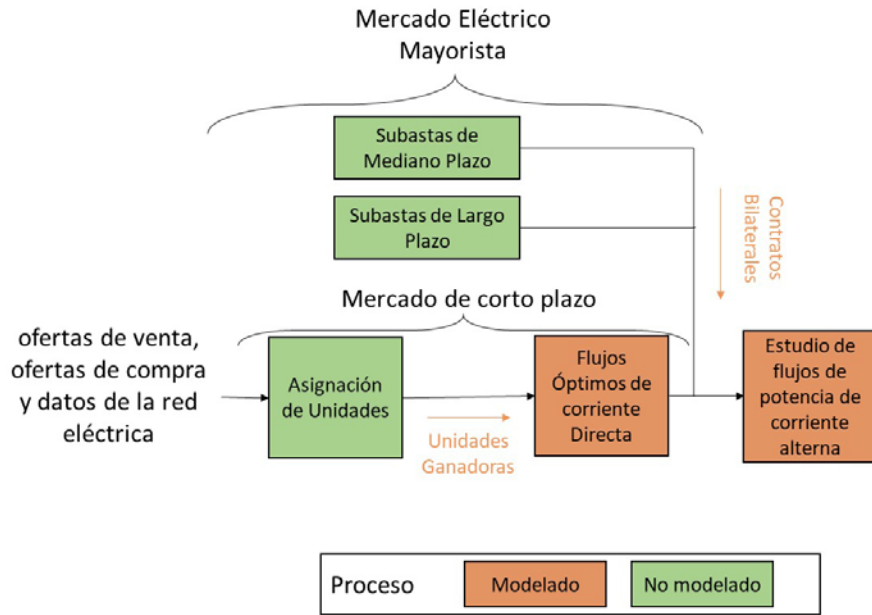 Mercado Eléctrico
Mayorista
Subastas de
Mediano Plazo
Subastas de Largo
Plazo
Contratos
Bilaterales
Mercado de corto plazo
ofertas de venta,
ofertas de compra
y datos de la red
eléctrica
Asignación
de Unidades
Unidades
Ganadoras
Flujos
Óptimos de
corriente
Directa
Estudio de
flujos de
potencia de
corriente
alterna
Proceso
Modelado
No modelado